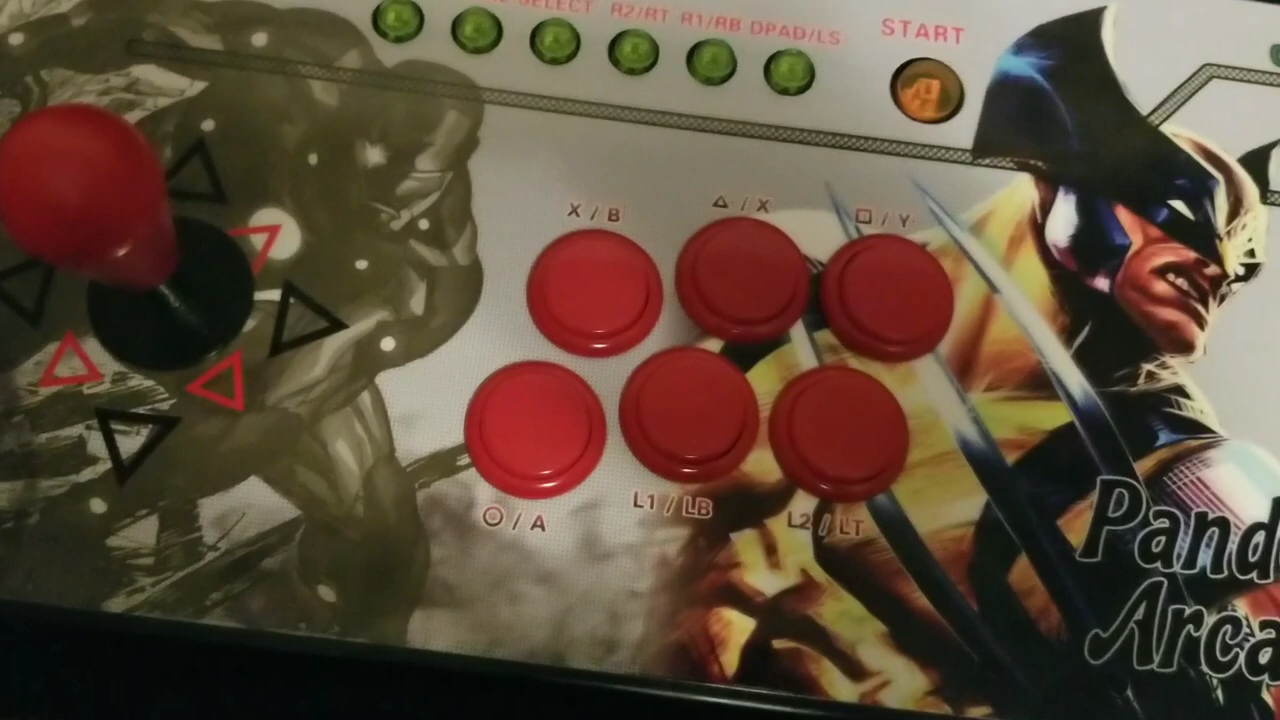 SELECT R2/RT R1/RB DPAD/LS START
X/B △/X □/Y
○/A L1/LB L2/LT
Pand
Arca